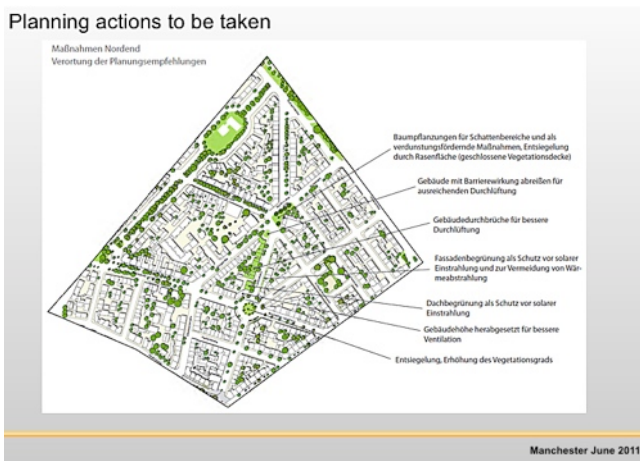 Planning actions to be taken
Maßnahmen Nordend
Verortung der Planungsempfehlungen
Baumpflanzungen für Schattenbereiche und als
verdunstungsfördernde Maßnahmen, Entsiegelung
durch Rasenfläche (geschlossene Vegetationsdecke)
Gebäude mit Barrierewirkung abreißen für
ausreichenden Durchlüftung
Gebäudedurchbrüche für bessere
Durchlüftung
Fassadenbegrünung als Schutz vor solarer
Einstrahlung und zur Vermeidung von Wär-
meabstrahlung
Dachbegrünung als Schutz vor solarer
Einstrahlung
Gebäudehöhe herabgesetzt für bessere
Ventilation
Entsiegelung, Erhöhung des Vegetationsgrads
Manchester June 2011